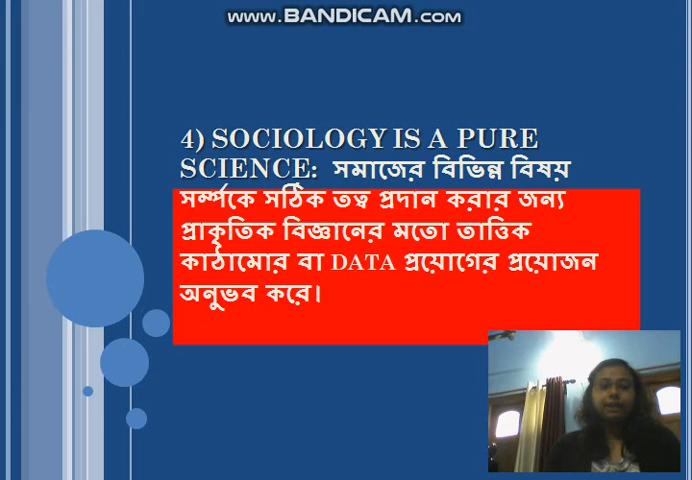 www.BANDICAM.com
4) SOCIOLOGY IS A PURE
SCIENCE: সমাজের বিভিন্ন বিষয়
সর্ম্পকে সঠিক তত্ব প্রদান করার জন্য
প্রাকৃতিক বিজ্ঞানের মতো তাত্তিক
কাঠামোর বা DATA প্রয়োগের প্রয়োজন
অনুভব করে।